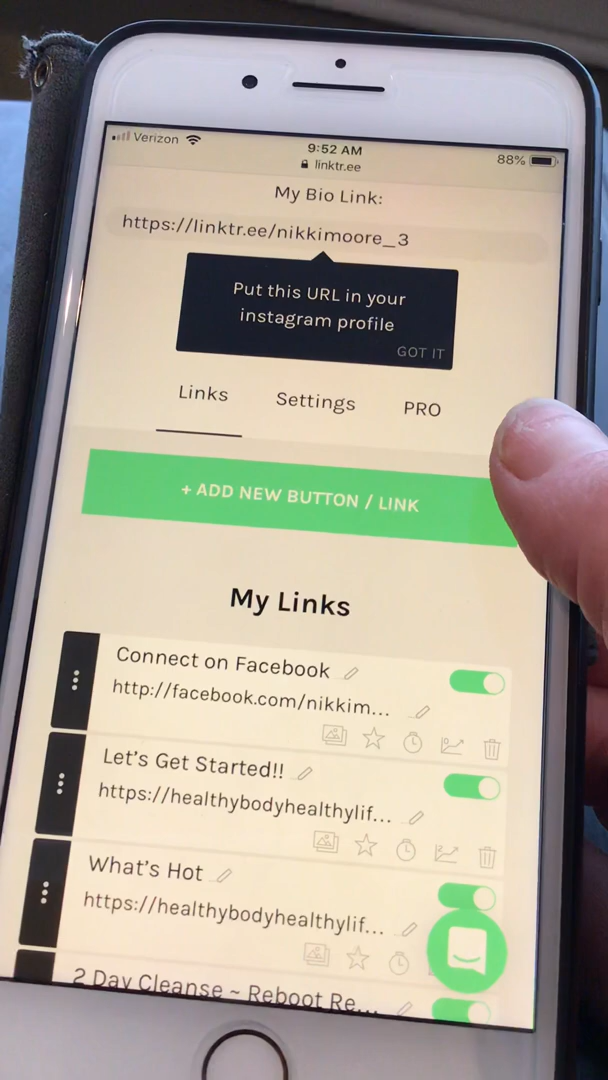 Verizon
9:52 AM
88%
linktr.ee
My Bio Link:
https://linktr.ee/nikkimoore_3
Put this URL in your
instagram profile
GOT IT
Links Settings PRO
+ ADD NEW BUTTON / LINK
My Links
Connect on Facebook
http://facebook.com/nikkim...
Let's Get Started!!
https://healthybodyhealthylif...
What's Hot
https://healthybodyhealthylif...
2 Day Cleanse ~ Reboot Re...